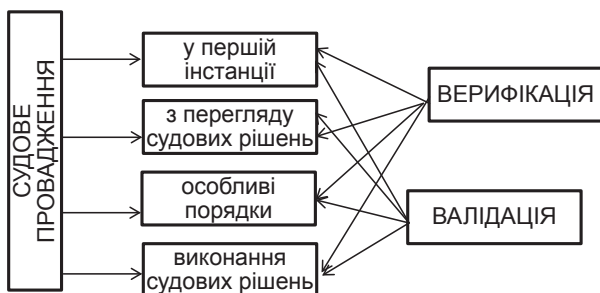 СУДОВЕ
ПРОВАДЖЕННЯ
у першій
інстанції
з перегляду
судових рішень
особливі
порядки
виконання
судових рішень
ВЕРИФІКАЦІЯ
ВАЛІДАЦІЯ